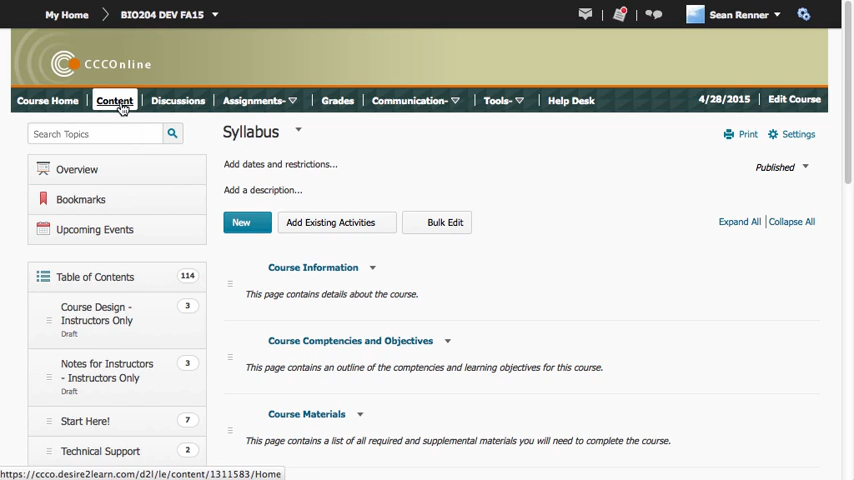 My Home
BIO204 DEV FA15
Sean Renner
CCCOnline
Course Home
Content
Discussions
Assignments-
Grades
Communication-
Tools-
Help Desk
4/28/2015
Edit Course
Search Topics
Syllabus
Print
Settings
Overview
Add dates and restrictions...
Published
Bookmarks
Add a description...
Upcoming Events
New
Add Existing Activities
Bulk Edit
Expand All
Collapse All
Table of Contents
114
Course Design -
Instructors Only
Draft
3
Notes for Instructors
- Instructors Only
Draft
3
Start Here!
7
Technical Support
2
Course Information
This page contains details about the course.
Course Comptencies and Objectives
This page contains an outline of the comptencies and learning objectives for this course.
Course Materials
This page contains a list of all required and supplemental materials you will need to complete the course.
https://ccco.desire2learn.com/d2l/le/content/1311583/Home